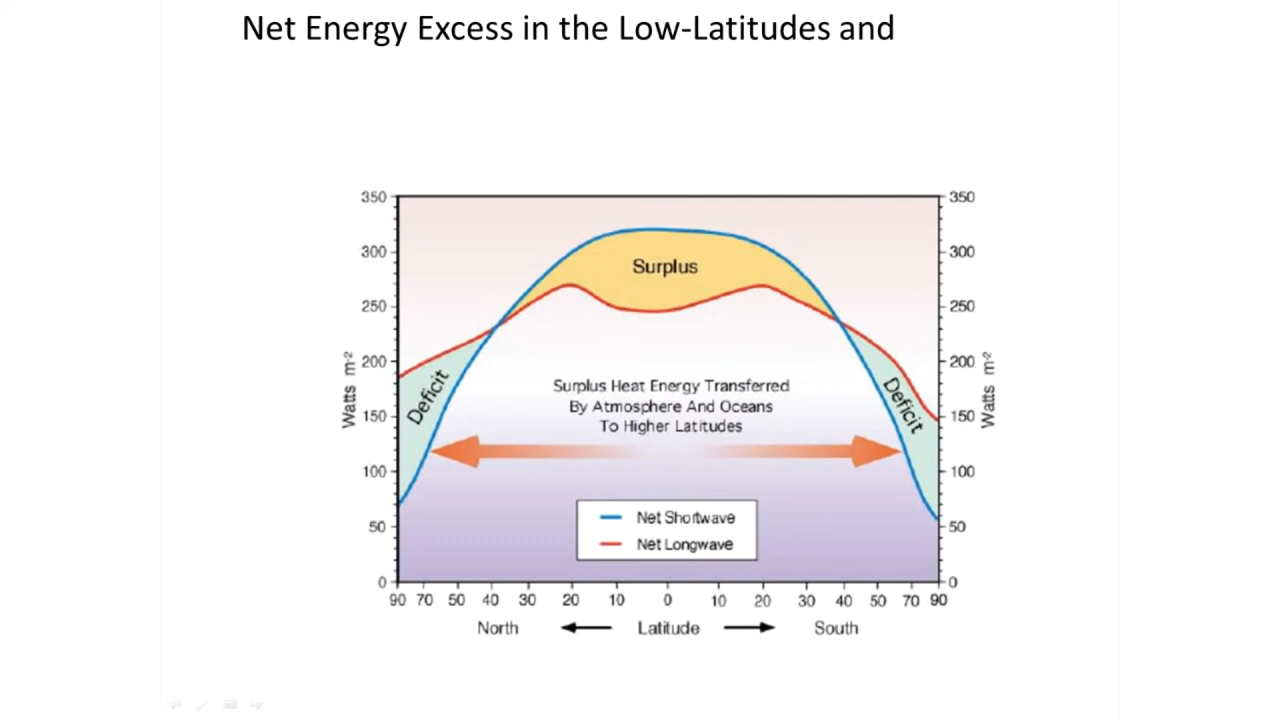 Net Energy Excess in the Low-Latitudes and
350 350
300 300
Surplus
250 250
200 200
Watts m-2 Deficit Deficit Watts m-2
Surplus Heat Energy Transferred
By Atmosphere And Oceans
To Higher Latitudes
150 150
100 100
Net Shortwave
50 50
Net Longwave
0 0
90 70 50 40 30 20 10 0 10 20 30 40 50 70 90
North Latitude South